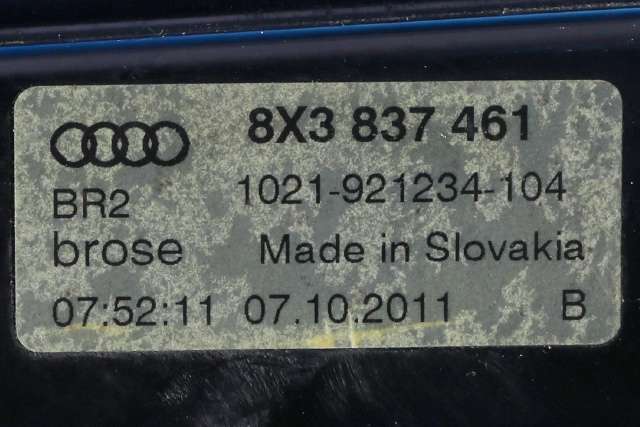 8X3 837 461
BR2 1021-921234-104
brose Made in Slovakia
07:52:11 07.10.2011 B